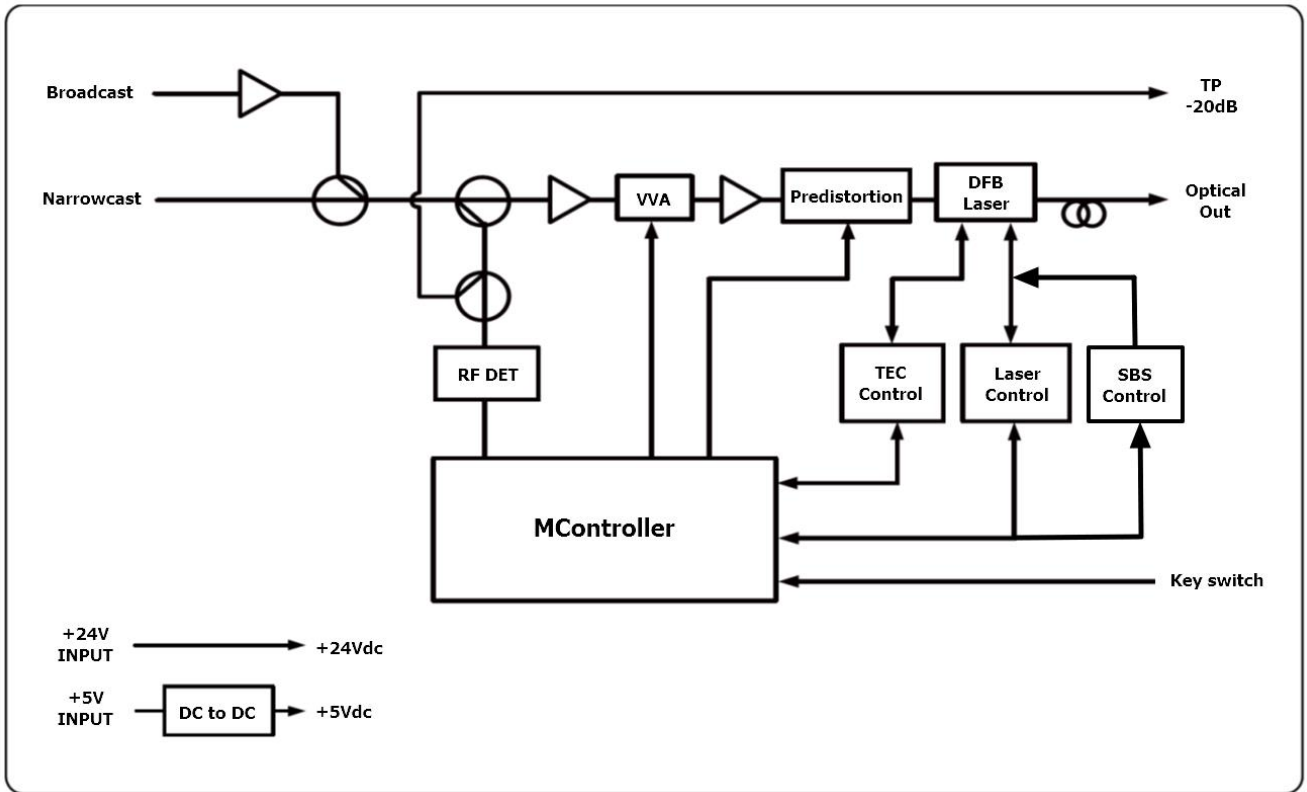 Broadcast
TP
-20dB
Narrowcast
VVA
Predistortion
DFB
Laser
Optical
Out
RF DET
TEC
Control
Laser
Control
SBS
Control
MController
Key switch
+24V
INPUT
+24Vdc
+5V
INPUT
DC to DC
+5Vdc